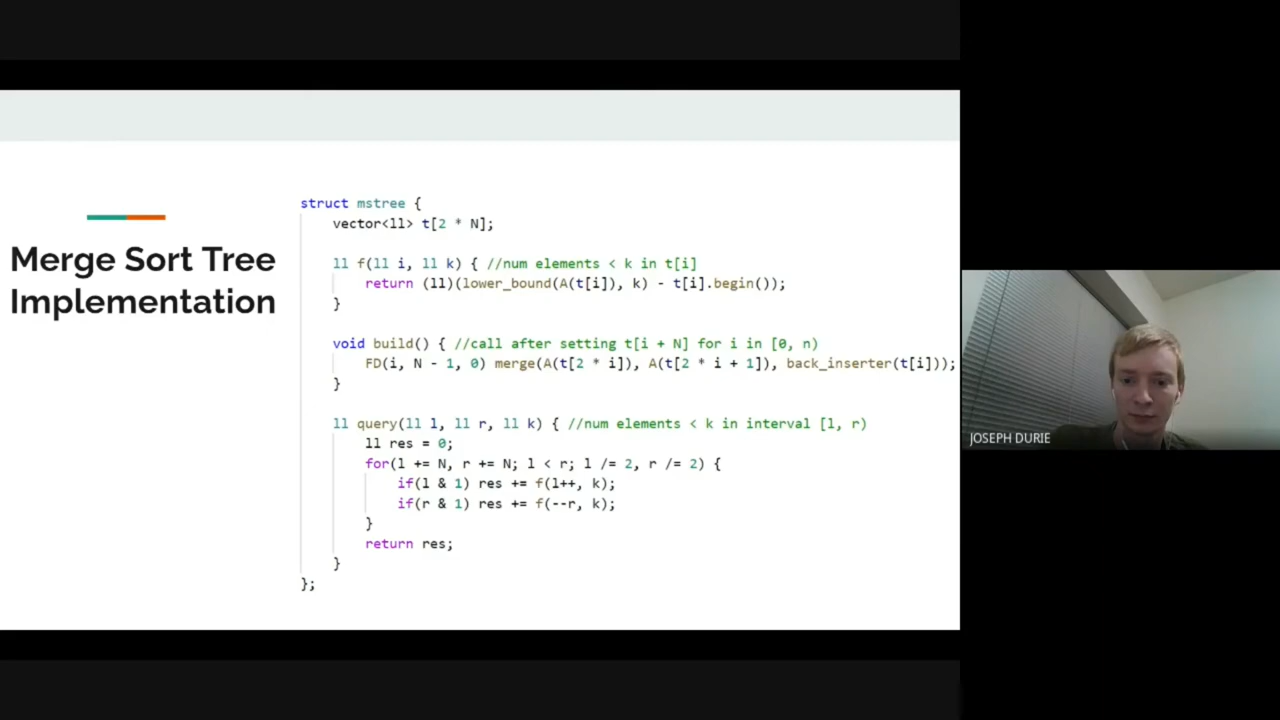 Merge Sort Tree
Implementation
struct mstree {
vector<ll> t[2 * N];
ll f(ll i, ll k) { //num elements < k in t[i]
return (ll)(lower_bound(A(t[i]), k) - t[i].begin());
}
void build() { //call after setting t[i + N] for i in [0, n)
FD(i, N - 1, 0) merge(A(t[2 * i]), A(t[2 * i + 1]), back_inserter(t[i]));
}
ll query(ll l, ll r, ll k) { //num elements < k in interval [l, r)
ll res = 0;
for(l += N, r += N; l < r; l /= 2, r /= 2) {
if(l & 1) res += f(l++, k);
if(r & 1) res += f(--r, k);
}
return res;
}
};
JOSEPH DURIE